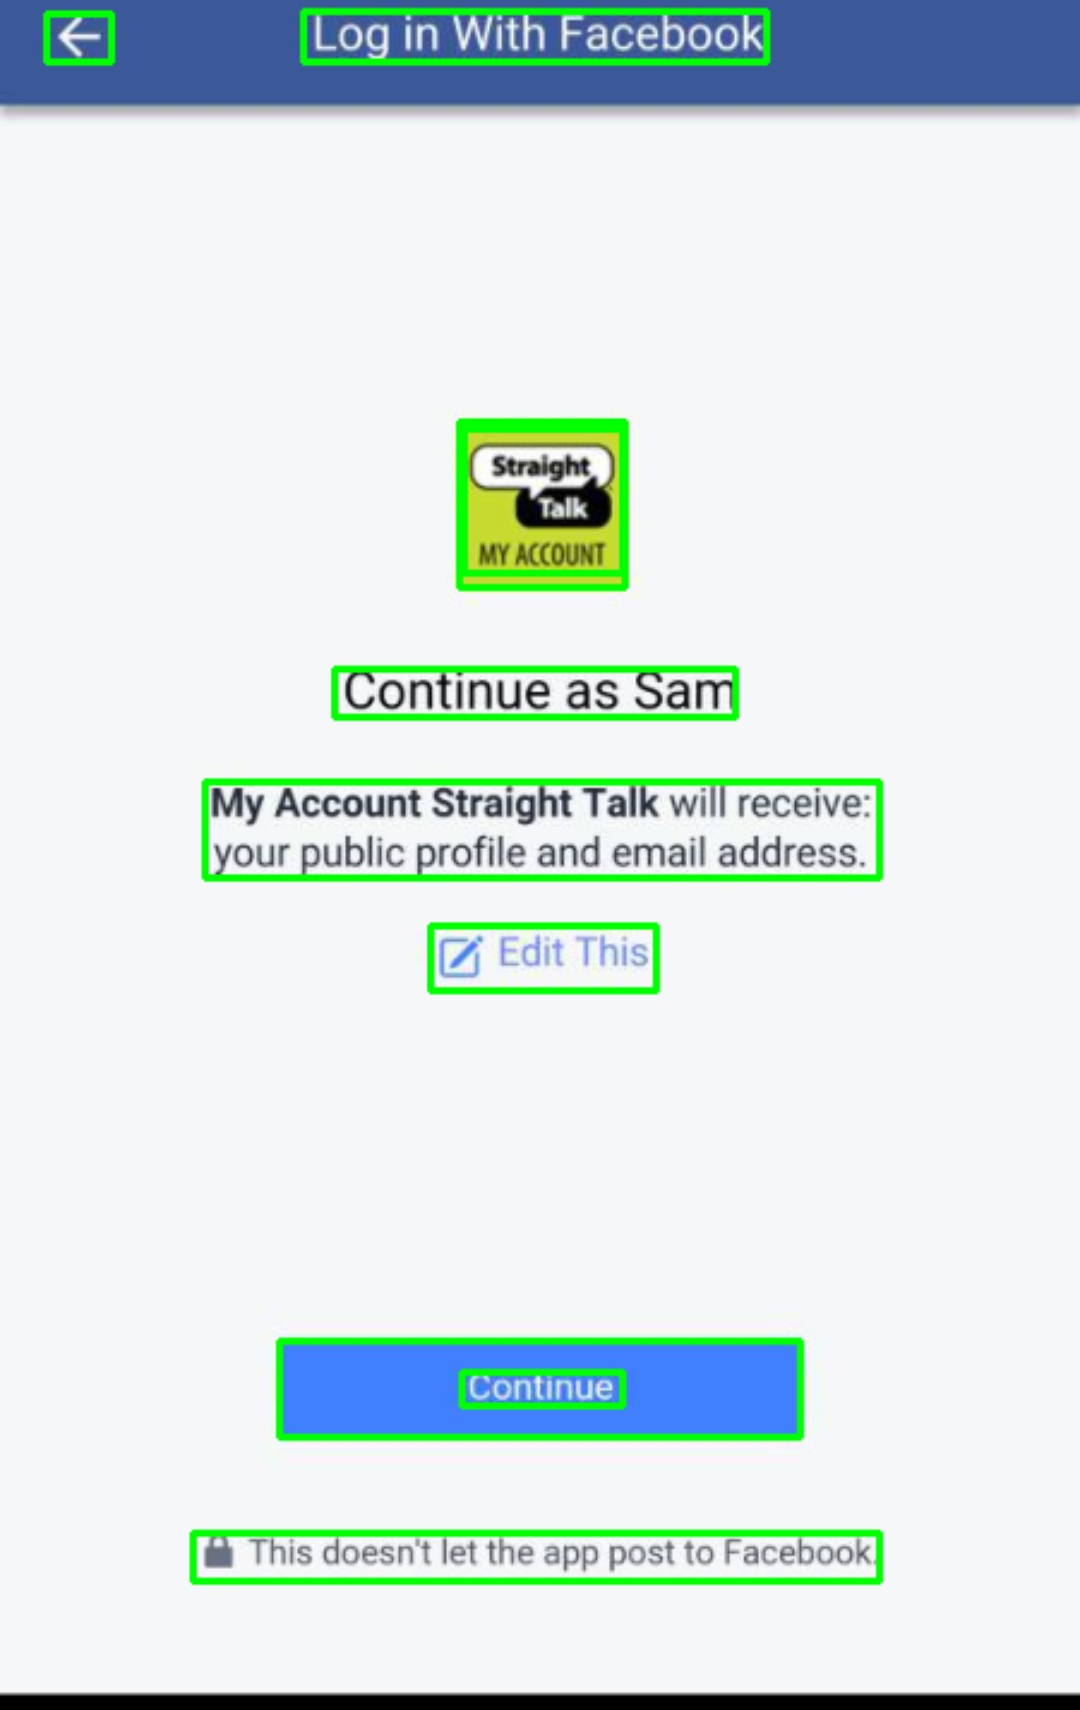 Log in With Facebook
Straight
Talk
MY ACCOUNT
Continue as Sam
My Account Straight Talk will receive:
your public profile and email address.
Edit This
Continue
This doesn't let the app post to Facebook.